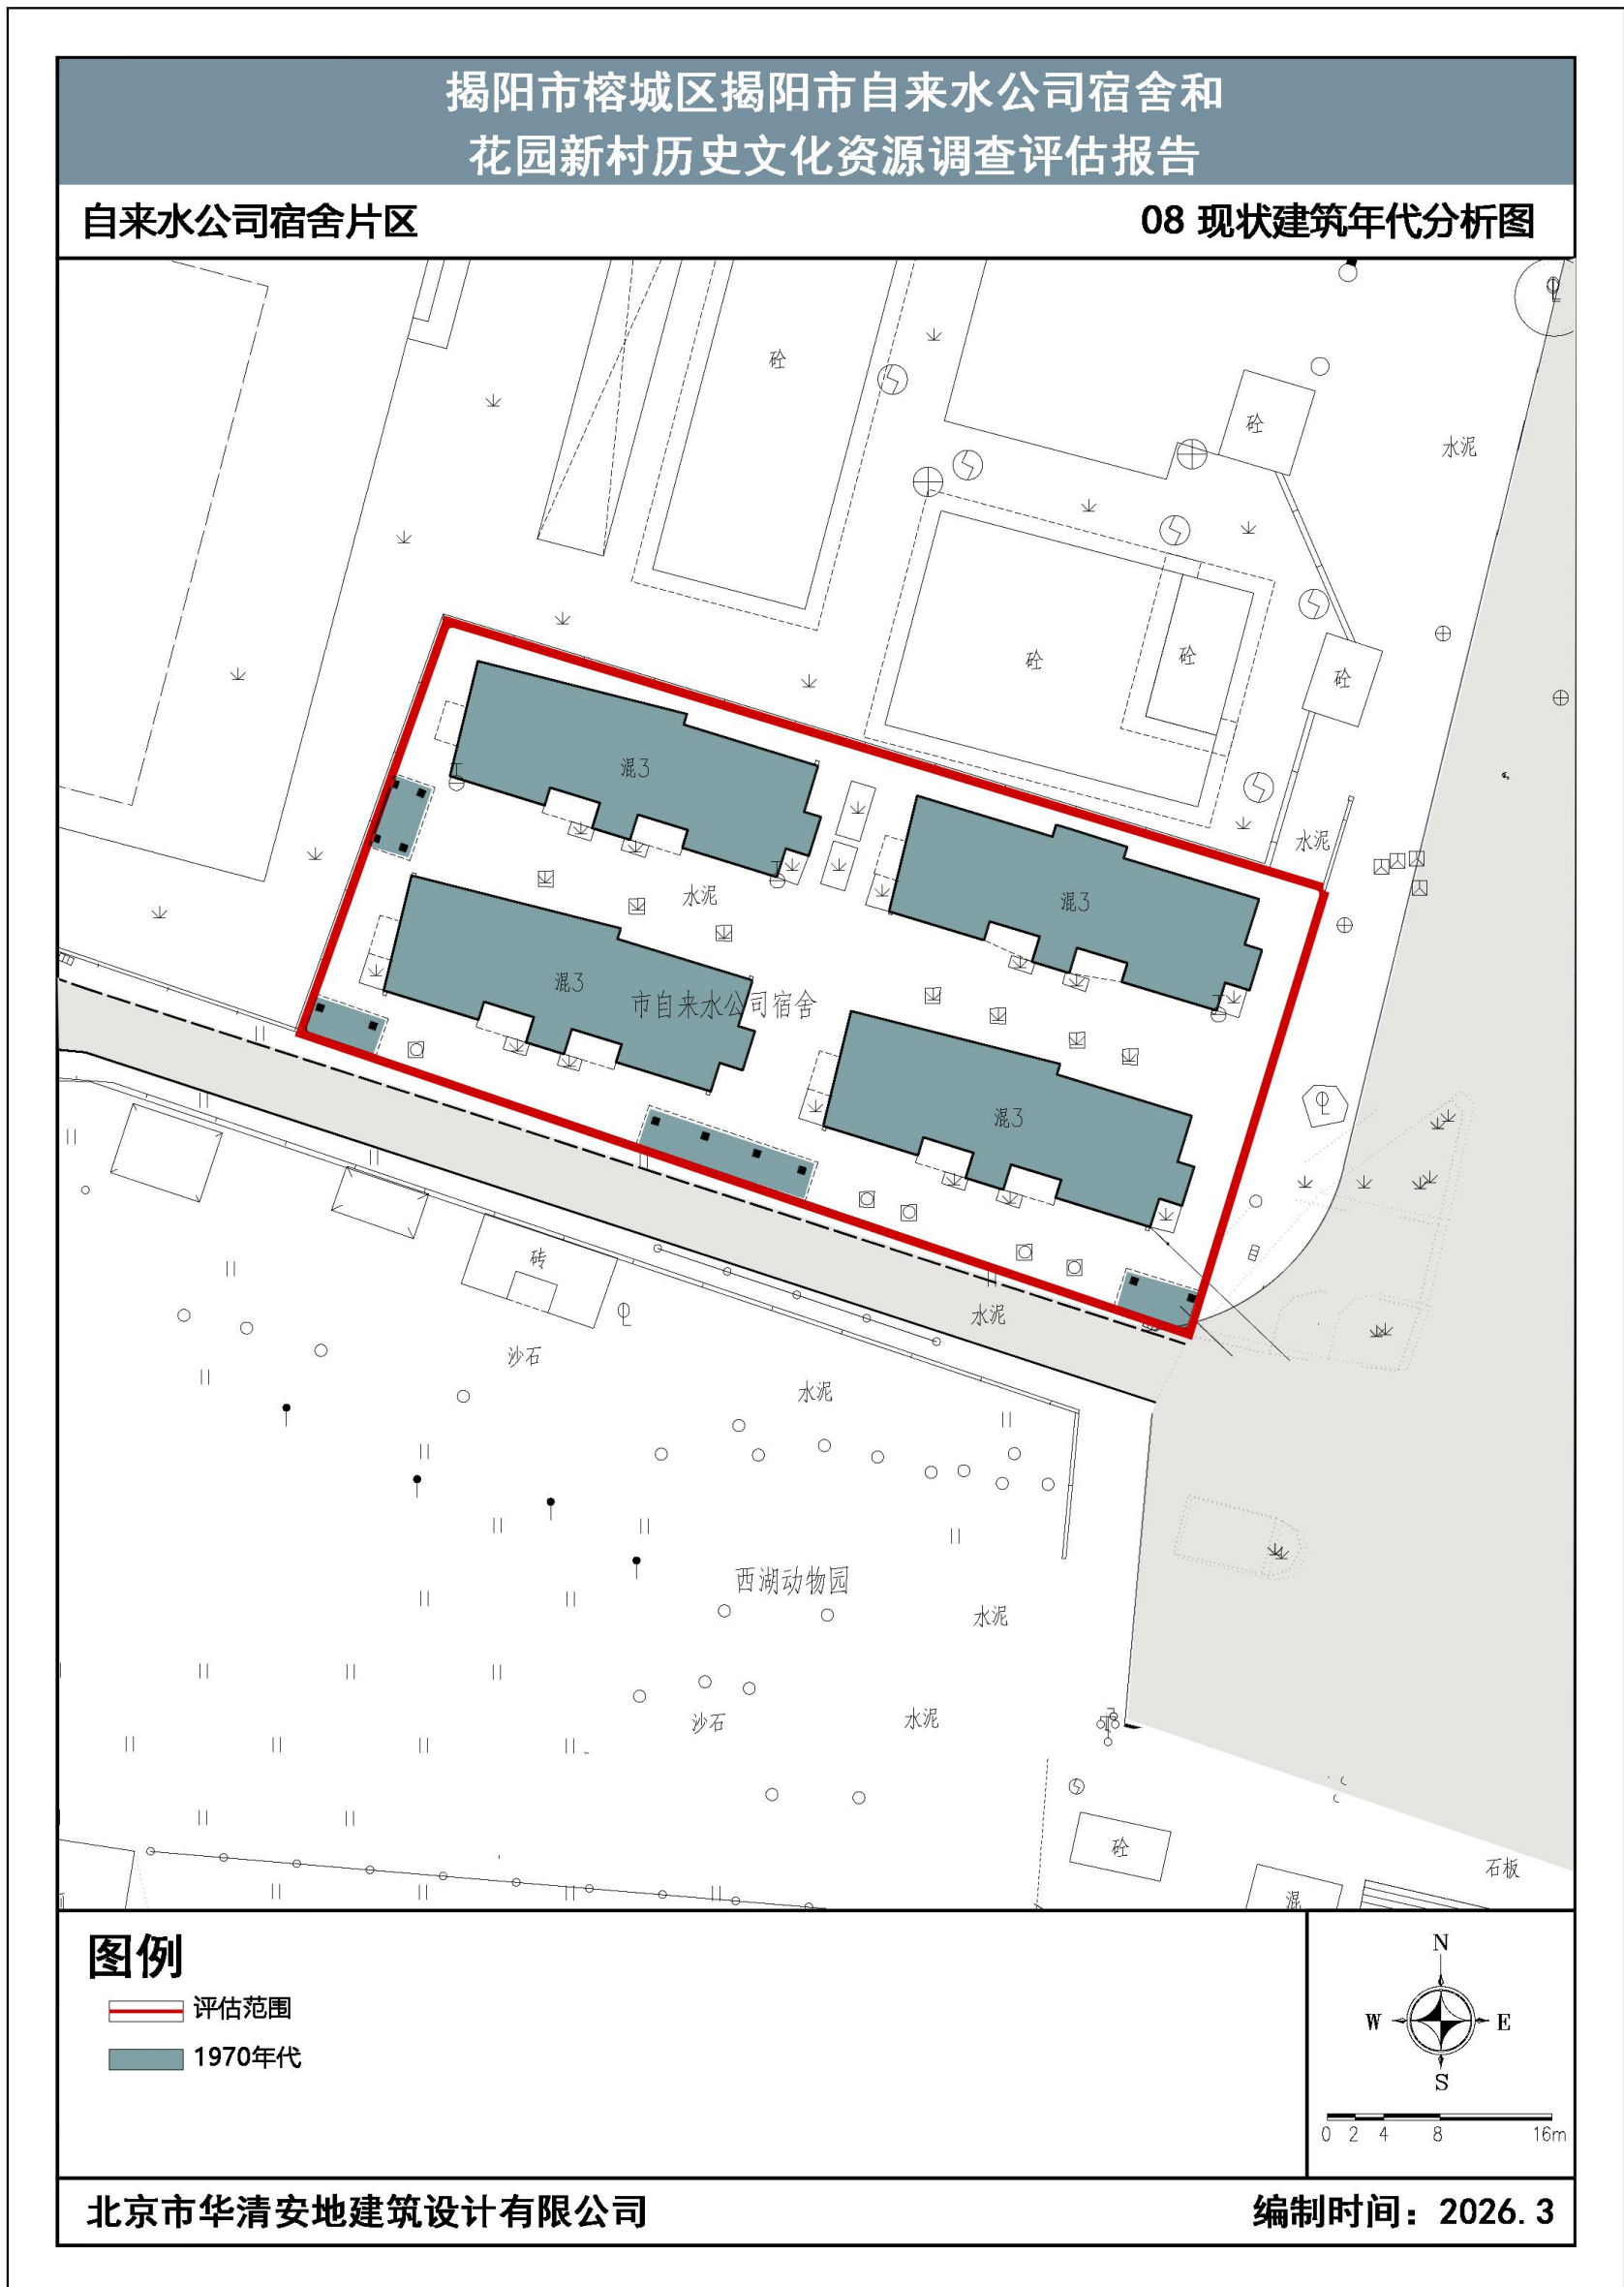 揭阳市榕城区揭阳市自来水公司宿舍和
花园新村历史文化资源调查评估报告
自来水公司宿舍片区
08 现状建筑年代分析图
砼
砼
水泥
砼
砼
砼
混3
水泥
混3
水泥
混3
市自来水公司宿舍
混3
砖
水泥
沙石
水泥
西湖动物园
水泥
沙石
水泥
砼
石板
混
图例
评估范围
1970年代
N
W
E
S
0 2 4 8 16m
北京市华清安地建筑设计有限公司
编制时间：2026.3